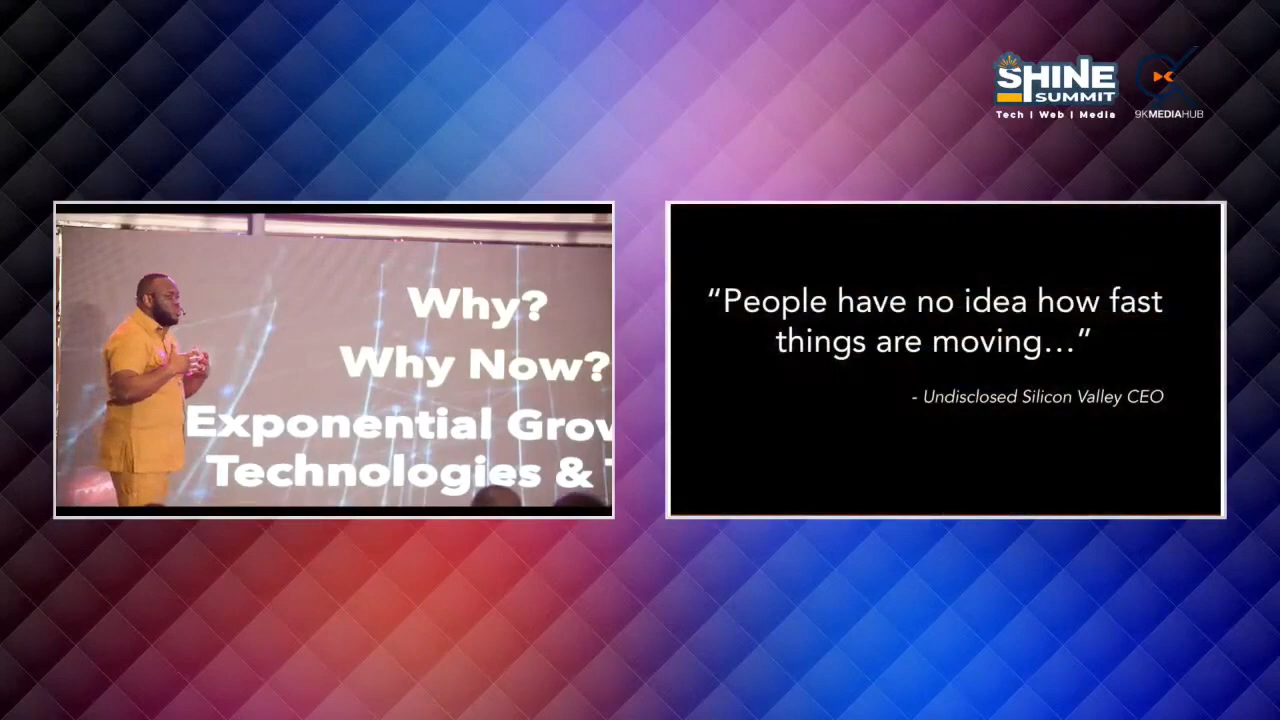 SHINE
SUMMIT
Tech | Web | Media
9KMEDIAHUB
Why?
Why Now?
Exponential
Technologies &
“People have no idea how fast
things are moving…”
- Undisclosed Silicon Valley CEO